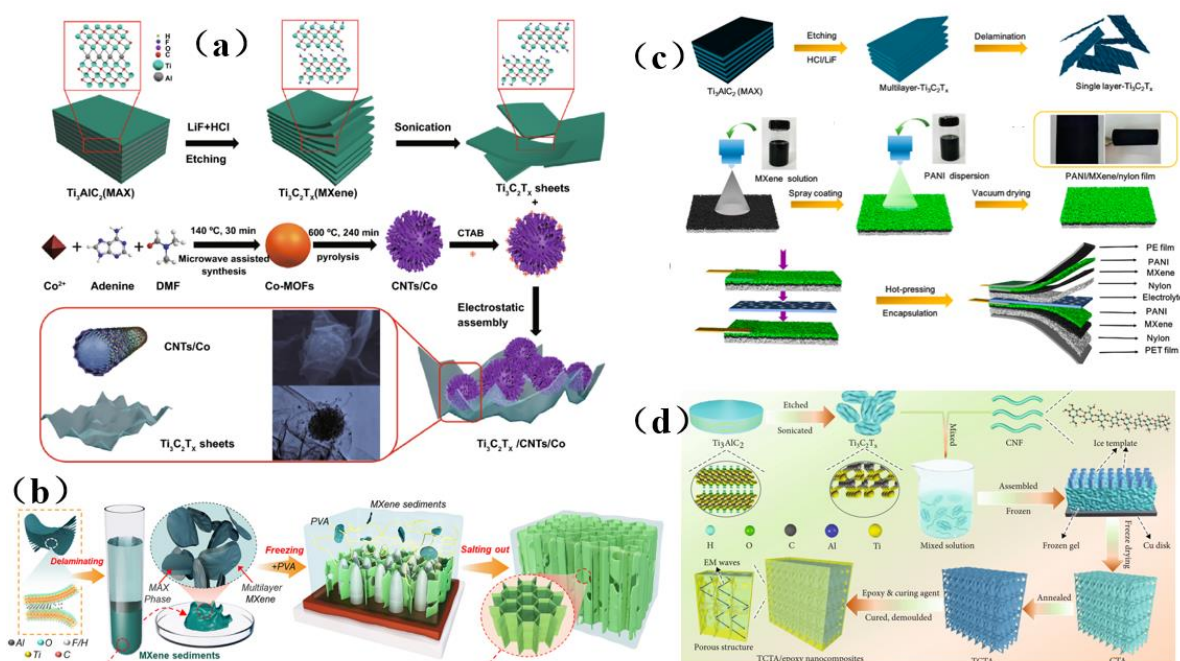 (a)
H
F
O
C
Ti
Al
LiF+HCl
Etching
Sonication
Ti₃AlC₂(MAX)
Ti₃C₂Tₓ(MXene)
Ti₃C₂Tₓ sheets
+
140 ºC, 30 min
Microwave assisted
synthesis
600 ºC, 240 min
pyrolysis
CTAB
+
+
Co²⁺
Adenine
DMF
Co-MOFs
CNTs/Co
Electrostatic
assembly
CNTs/Co
Ti₃C₂Tₓ sheets
Ti₃C₂Tₓ /CNTs/Co
(b)
Delaminating
MAX
Phase
Multilayer
MXene
MXene sediments
Al O F/H
Ti C
Freezing
+PVA
PVA
MXene sediments
Salting out
(c)
Etching
HCl/LiF
Delamination
Ti₃AlC₂ (MAX)
Multilayer-Ti₃C₂Tₓ
Single layer-Ti₃C₂Tₓ
MXene solution
Spray coating
PANI dispersion
Vacuum drying
PANI/MXene/nylon film
Hot-pressing
Encapsulation
PE film
PANI
MXene
Nylon
Electrolyte
PANI
MXene
Nylon
PET film
(d)
Etched
Sonicated
Ti₃AlC₂
Ti₃C₂Tₓ
Mixed
CNF
Ice template
Assembled
Frozen
H O C Al Ti
Mixed solution
Frozen gel
Cu disk
Freeze drying
EM waves
Porous structure
Epoxy & curing agent
Cured, demoulded
Annealed
TCTA/epoxy nanocomposites
TCTA
CTA